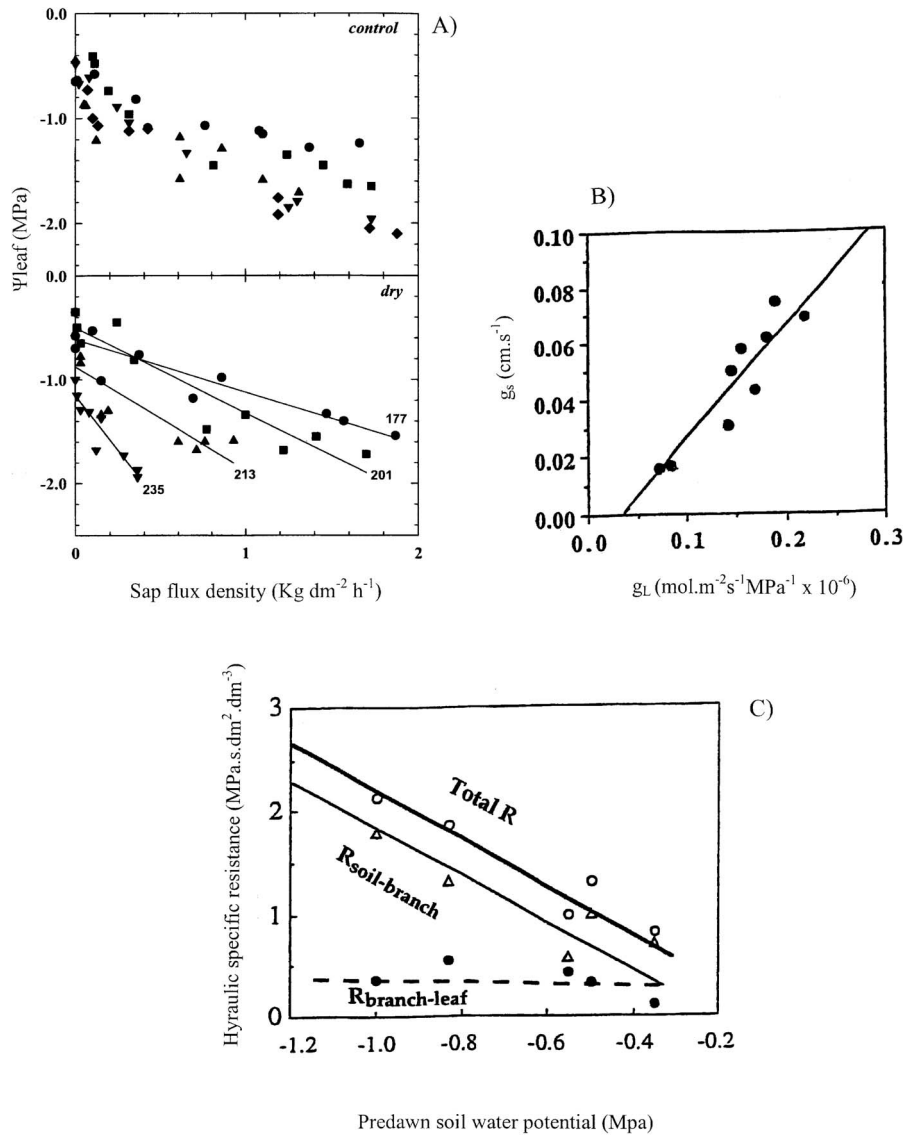 A)
0.0
control
-1.0
-2.0
0.0
dry
-1.0
177
213
201
235
-2.0
0 1 2
Ψleaf (MPa)
Sap flux density (Kg dm-2 h-1)
B)
0.10
0.08
0.06
0.04
0.02
0.00
0.0 0.1 0.2 0.3
gs (cm.s-1)
gL (mol.m-2s-1MPa-1 x 10-6)
C)
3
2
1
0
Total R
Rsoil-branch
Rbranch-leaf
-1.2 -1.0 -0.8 -0.6 -0.4 -0.2
Hyraulic specific resistance (MPa.s.dm2.dm-3)
Predawn soil water potential (Mpa)